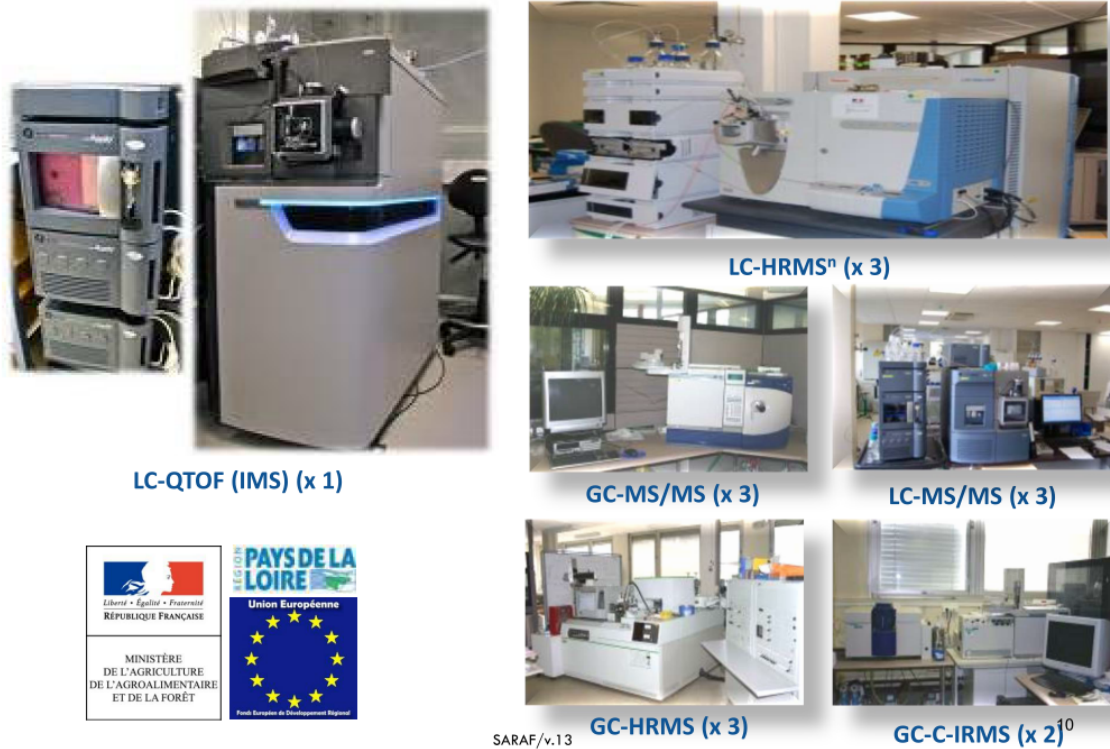 LC-QTOF (IMS) (x 1)
LC-HRMSⁿ (x 3)
GC-MS/MS (x 3)
LC-MS/MS (x 3)
GC-HRMS (x 3)
GC-C-IRMS (x 2)
Liberté • Égalité • Fraternité
RÉPUBLIQUE FRANÇAISE
MINISTÈRE
DE L'AGRICULTURE
DE L'AGROALIMENTAIRE
ET DE LA FORÊT
RÉGION
PAYS DE LA
LOIRE
Union Européenne
Fonds Européen de Développement Régional
SARAF/v.13
10